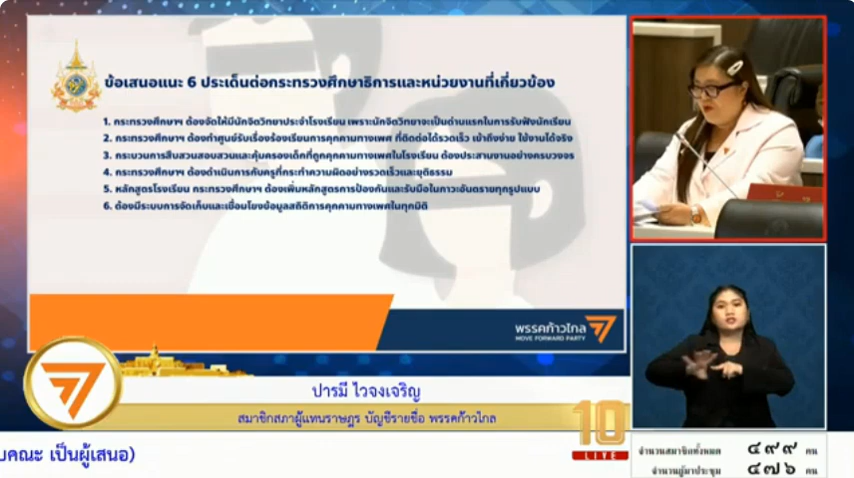 ข้อเสนอแนะ 6 ประเด็นต่อกระทรวงศึกษาธิการและหน่วยงานที่เกี่ยวข้อง
1. กระทรวงศึกษาฯ ต้องจัดให้มีนักจิตวิทยาประจำโรงเรียน เพราะนักจิตวิทยาจะเป็นด่านแรกในการรับฟังนักเรียน
2. กระทรวงศึกษาฯ ต้องทำศูนย์รับเรื่องร้องเรียนการคุกคามทางเพศ ที่ติดต่อได้รวดเร็ว เข้าถึงง่าย ใช้งานได้จริง
3. กระบวนการสืบสวนสอบสวนและคุ้มครองเด็กที่ถูกคุกคามทางเพศในโรงเรียน ต้องประสานงานอย่างครบวงจร
4. กระทรวงศึกษาฯ ต้องดำเนินการกับครูที่กระทำความผิดอย่างรวดเร็วและยุติธรรม
5. หลักสูตรโรงเรียน กระทรวงศึกษาฯ ต้องเพิ่มหลักสูตรการป้องกันและรับมือในภาวะอันตรายทุกรูปแบบ
6. ต้องมีระบบการจัดเก็บและเชื่อมโยงข้อมูลสถิติการคุกคามทางเพศในทุกมิติ
พรรคก้าวไกล
MOVE FORWARD PARTY
ปารมี ไวจงเจริญ
สมาชิกสภาผู้แทนราษฎร บัญชีรายชื่อ พรรคก้าวไกล
10
LIVE
บคณะ เป็นผู้เสนอ)
จำนวนสมาชิกทั้งหมด ๔๙๙ คน
จำนวนผู้มาประชุม ๔๗๖ คน